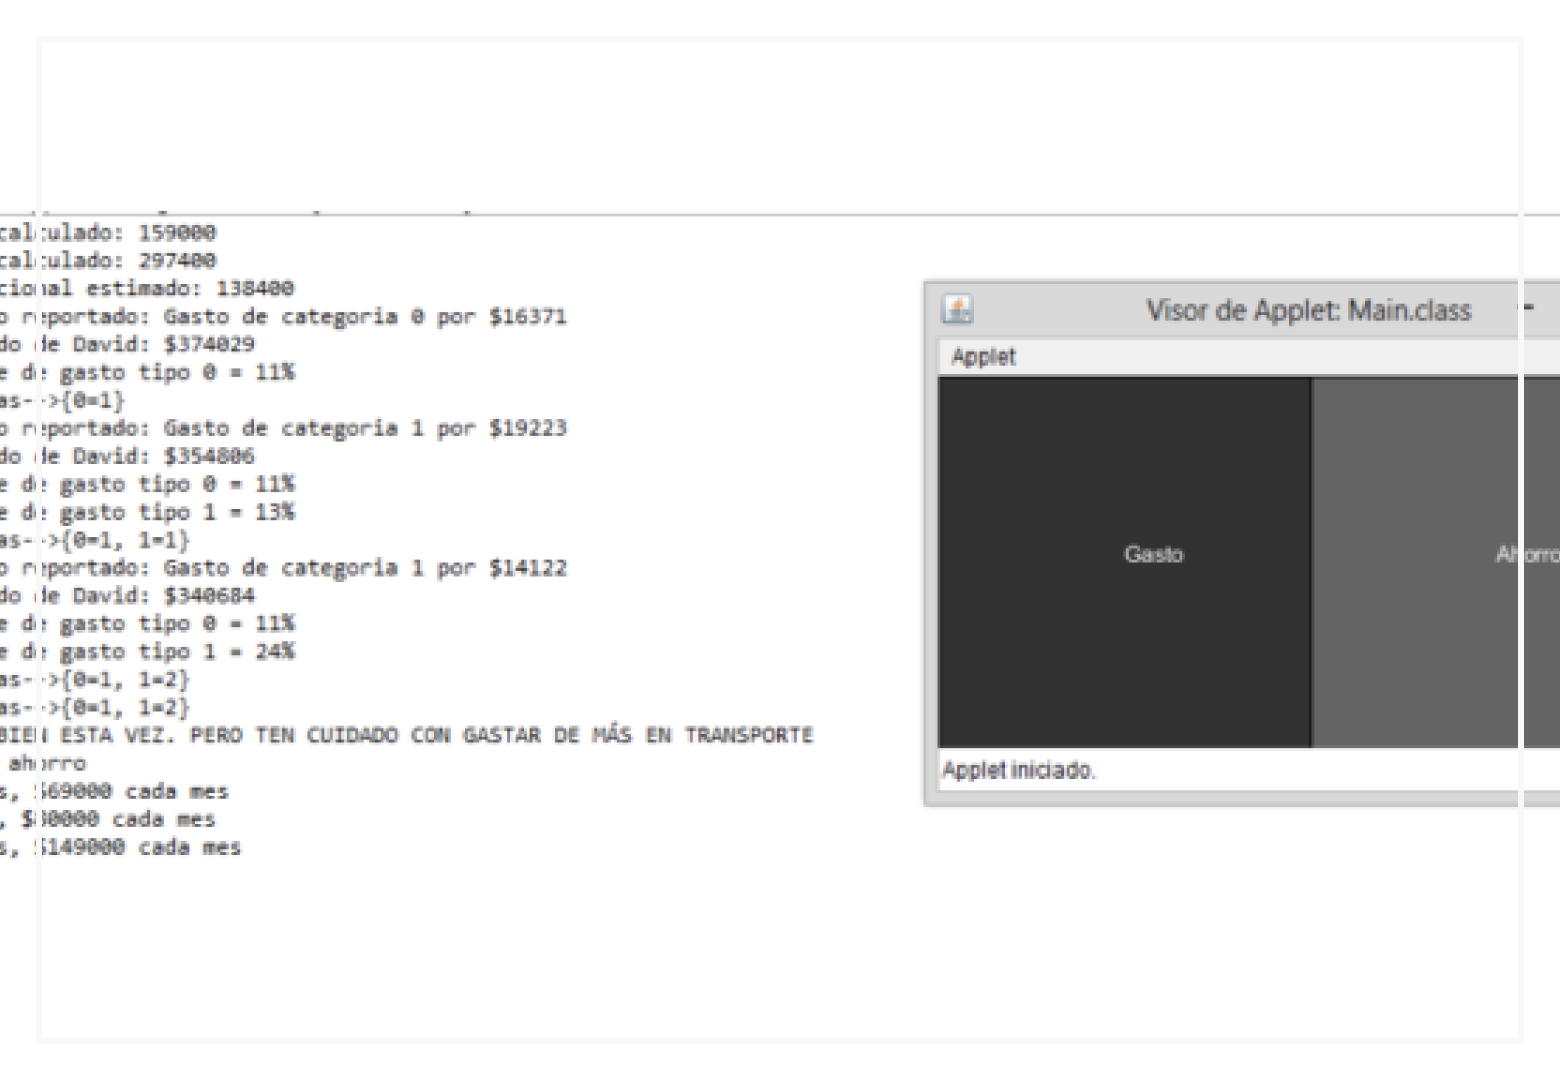 calculado: 159000
calculado: 297400
cional estimado: 138400
o reportado: Gasto de categoria 0 por $16371
do de David: $374029
e de gasto tipo 0 = 11%
as-->{0=1}
o reportado: Gasto de categoria 1 por $19223
do de David: $354806
e de gasto tipo 0 = 11%
e de gasto tipo 1 = 13%
as-->{0=1, 1=1}
o reportado: Gasto de categoria 1 por $14122
do de David: $340684
e de gasto tipo 0 = 11%
e de gasto tipo 1 = 24%
as-->{0=1, 1=2}
as-->{0=1, 1=2}
BIEN ESTA VEZ. PERO TEN CUIDADO CON GASTAR DE MÁS EN TRANSPORTE
ahorro
s, $69000 cada mes
, $80000 cada mes
s, $149000 cada mes
Visor de Applet: Main.class
Applet
Gasto
Ahorro
Applet iniciado.